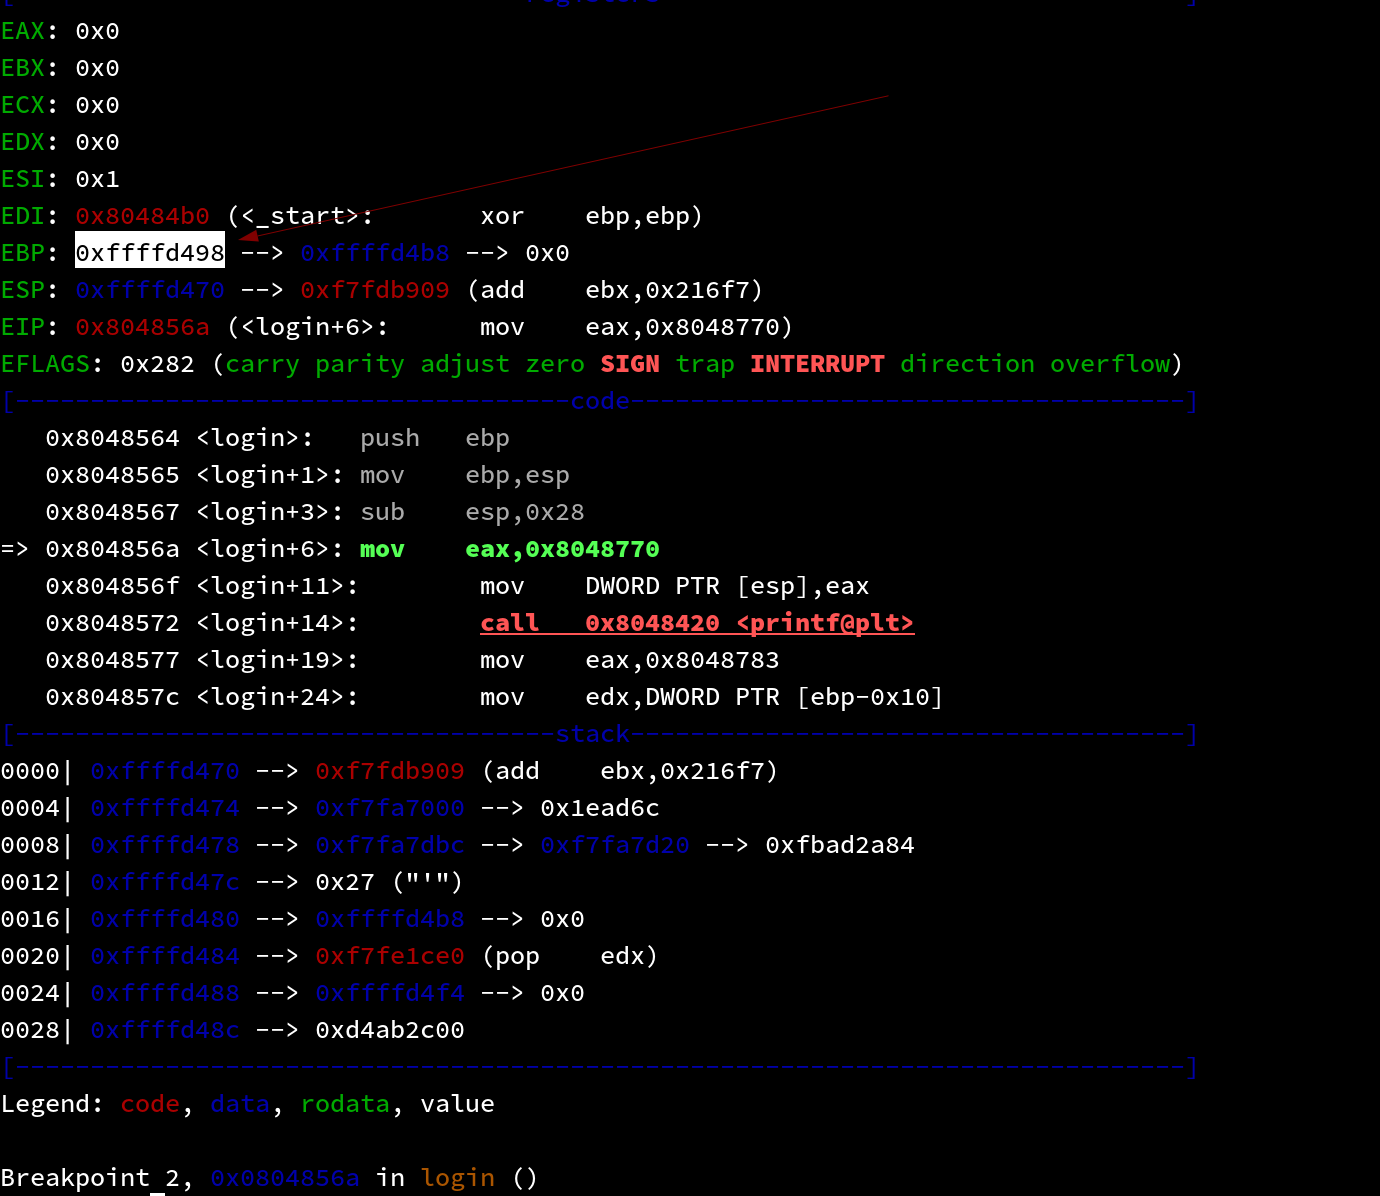 EAX: 0x0
EBX: 0x0
ECX: 0x0
EDX: 0x0
ESI: 0x1
EDI: 0x80484b0 (<_start>:       xor    ebp,ebp)
EBP: 0xffffd498 --> 0xffffd4b8 --> 0x0
ESP: 0xffffd470 --> 0xf7fdb909 (add    ebx,0x216f7)
EIP: 0x804856a (<login+6>:      mov    eax,0x8048770)
EFLAGS: 0x282 (carry parity adjust zero SIGN trap INTERRUPT direction overflow)
[-------------------------------------code-------------------------------------]
   0x8048564 <login>:   push   ebp
   0x8048565 <login+1>: mov    ebp,esp
   0x8048567 <login+3>: sub    esp,0x28
=> 0x804856a <login+6>: mov    eax,0x8048770
   0x804856f <login+11>:        mov    DWORD PTR [esp],eax
   0x8048572 <login+14>:        call   0x8048420 <printf@plt>
   0x8048577 <login+19>:        mov    eax,0x8048783
   0x804857c <login+24>:        mov    edx,DWORD PTR [ebp-0x10]
[------------------------------------stack-------------------------------------]
0000| 0xffffd470 --> 0xf7fdb909 (add    ebx,0x216f7)
0004| 0xffffd474 --> 0xf7fa7000 --> 0x1ead6c
0008| 0xffffd478 --> 0xf7fa7dbc --> 0xf7fa7d20 --> 0xfbad2a84
0012| 0xffffd47c --> 0x27 ("'")
0016| 0xffffd480 --> 0xffffd4b8 --> 0x0
0020| 0xffffd484 --> 0xf7fe1ce0 (pop    edx)
0024| 0xffffd488 --> 0xffffd4f4 --> 0x0
0028| 0xffffd48c --> 0xd4ab2c00
[------------------------------------------------------------------------------]
Legend: code, data, rodata, value
Breakpoint 2, 0x0804856a in login ()